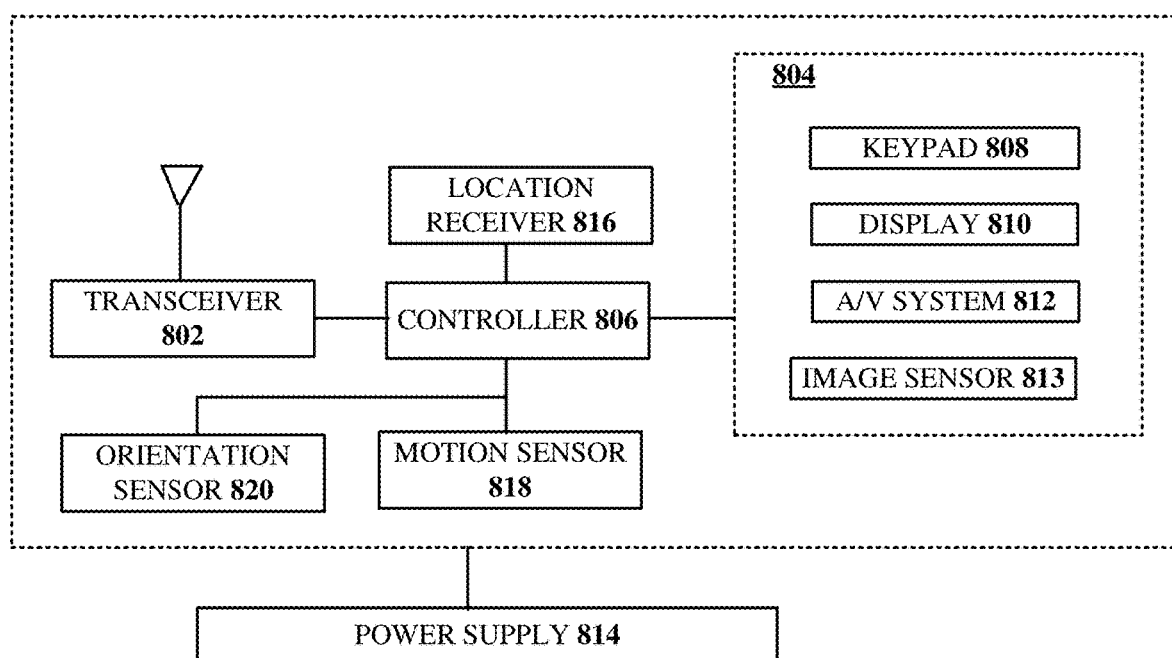 804
KEYPAD 808
LOCATION
RECEIVER 816
DISPLAY 810
TRANSCEIVER
802
CONTROLLER 806
A/V SYSTEM 812
IMAGE SENSOR 813
ORIENTATION
SENSOR 820
MOTION SENSOR
818
POWER SUPPLY 814